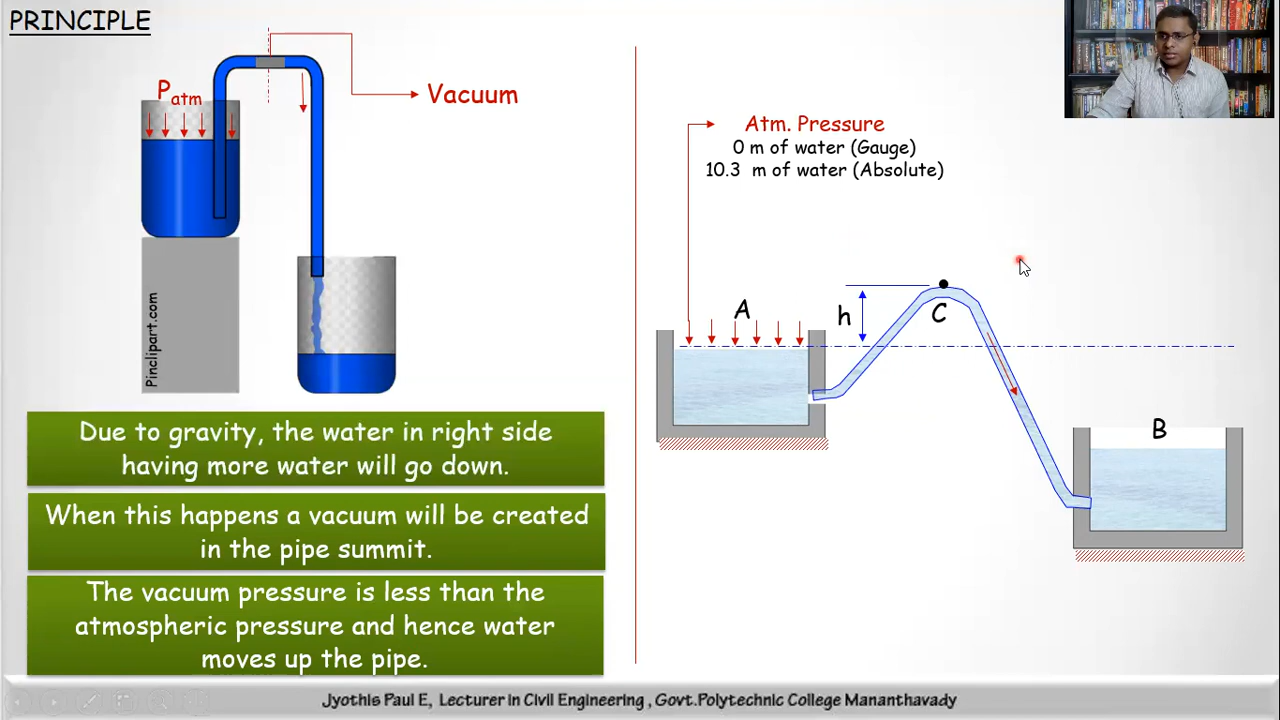 PRINCIPLE
Patm
Vacuum
Pinclipart.com
Due to gravity, the water in right side
having more water will go down.
When this happens a vacuum will be created
in the pipe summit.
The vacuum pressure is less than the
atmospheric pressure and hence water
moves up the pipe.
Atm. Pressure
0 m of water (Gauge)
10.3 m of water (Absolute)
A
h
C
B
Jyothis Paul E, Lecturer in Civil Engineering , Govt.Polytechnic College Mananthavady